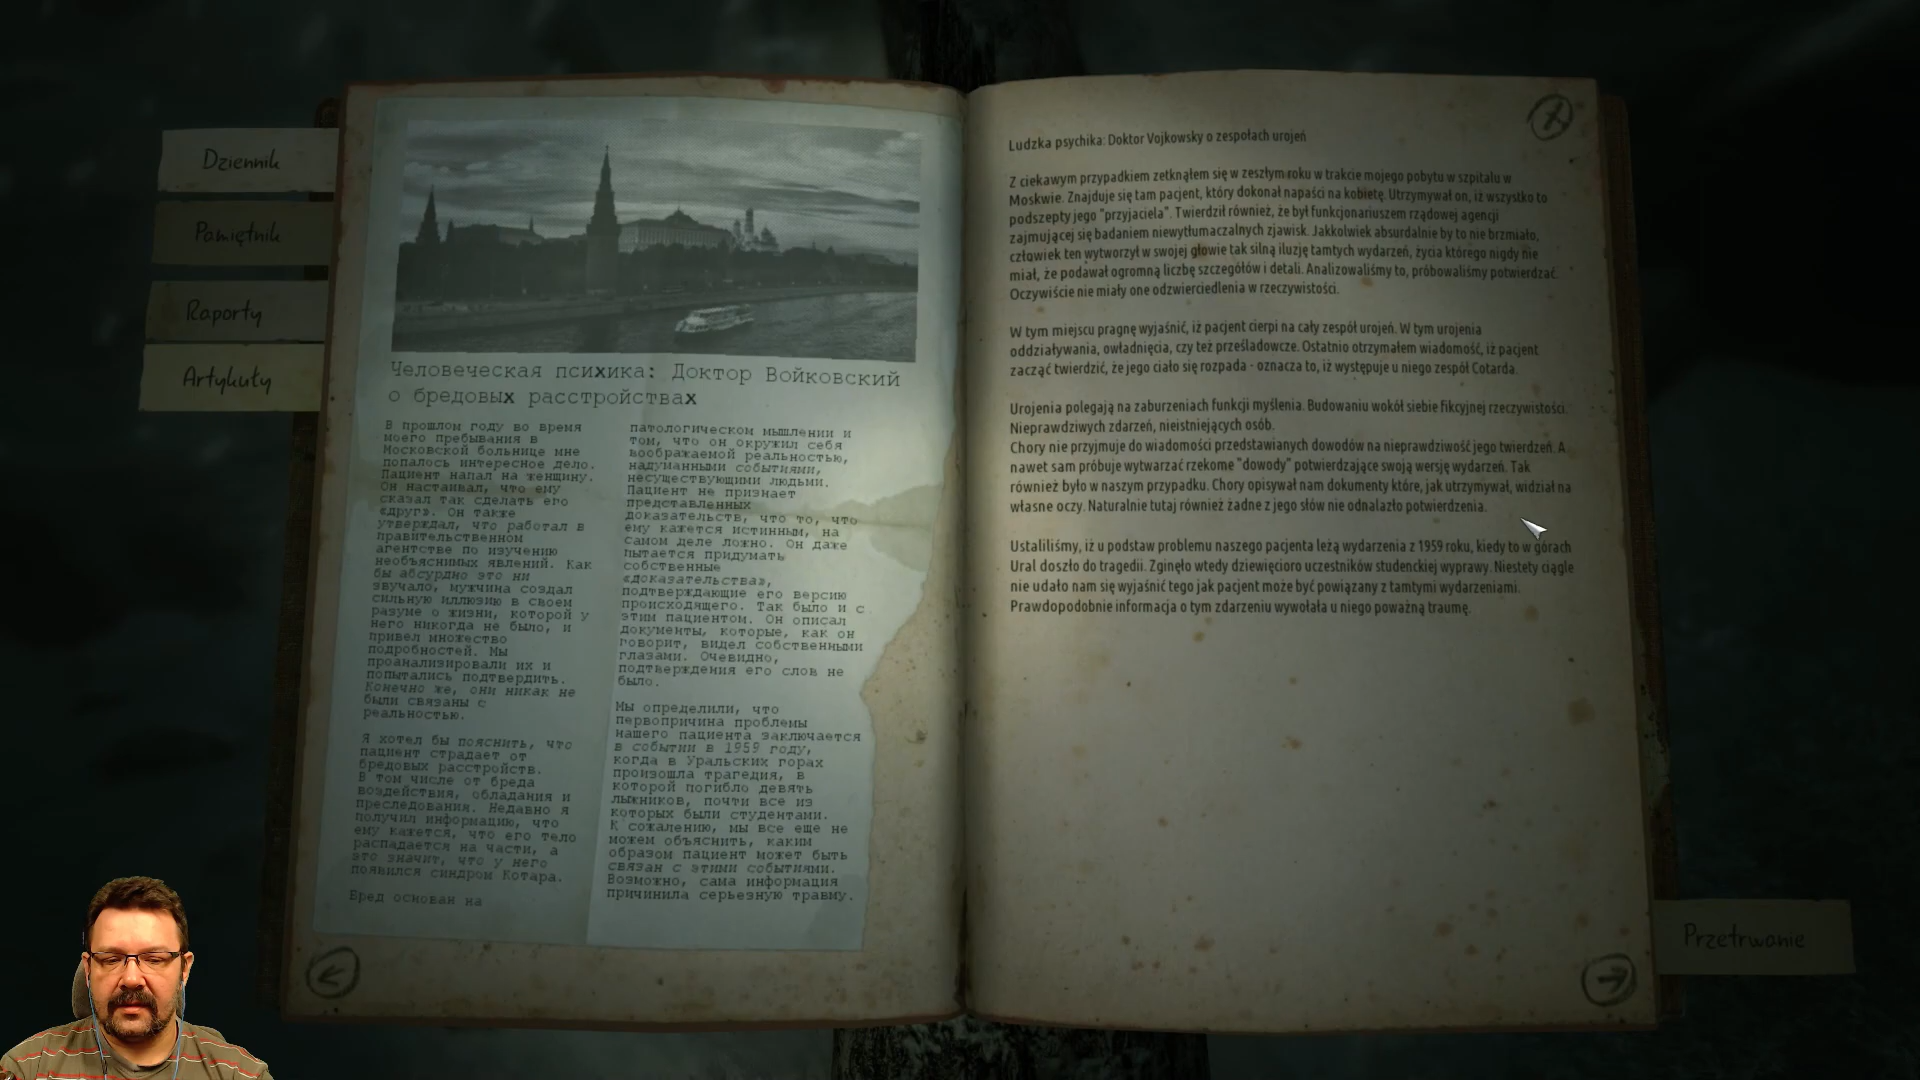 Dziennik
Pamiętnik
Raporty
Artykuły
Человеческая психика: Доктор Войковский
о бредовых расстройствах
В прошлом году во время
моего пребывания в
Московской больнице мне
попалось интересное дело.
Пациент напал на женщину.
Он настаивал, что ему
сказал так сделать его
«друг». Он также
утверждал, что работал в
правительственном
агентстве по изучению
необъяснимых явлений. Как
бы абсурдно это ни
звучало, мужчина создал
сильную иллюзию в своем
разуме о жизни, которой у
него никогда не было, и
привел множество
подробностей. Мы
проанализировали их и
попытались подтвердить.
Конечно же, они никак не
были связаны с
реальностью.
Я хотел бы пояснить, что
пациент страдает от
бредовых расстройств.
В том числе от бреда
воздействия, обладания и
преследования. Недавно я
получил информацию, что
ему кажется, что его тело
распадается на части, а
это значит, что у него
появился синдром Котара.
Бред основан на
патологическом мышлении и
том, что он окружил себя
воображаемой реальностью,
надуманными событиями,
несуществующими людьми.
Пациент не признает
представленных
доказательств, что то, что
ему кажется истинным, на
самом деле ложно. Он даже
пытается придумать
собственные
«доказательства»,
подтверждающие его версию
происходящего. Так было и с
этим пациентом. Он описал
документы, которые, как он
говорит, видел собственными
глазами. Очевидно,
подтверждения его слов не
было.
Мы определили, что
первопричина проблемы
нашего пациента заключается
в событии в 1959 году,
когда в Уральских горах
произошла трагедия, в
которой погибло девять
лыжников, почти все из
которых были студентами.
К сожалению, мы все еще не
можем объяснить, каким
образом пациент может быть
связан с этими событиями.
Возможно, сама информация
причинила серьезную травму.
Ludzka psychika: Doktor Vojkowsky o zespołach urojeń
Z ciekawym przypadkiem zetknąłem się w zeszłym roku w trakcie mojego pobytu w szpitalu w
Moskwie. Znajduje się tam pacjent, który dokonał napaści na kobietę. Utrzymywał on, iż wszystko to
podszepty jego "przyjaciela". Twierdził również, że był funkcjonariuszem rządowej agencji
zajmującej się badaniem niewytłumaczalnych zjawisk. Jakkolwiek absurdalnie by to nie brzmiało,
człowiek ten wytworzył w swojej głowie tak silną iluzję tamtych wydarzeń, życia którego nigdy nie
miał, że podawał ogromną liczbę szczegółów i detali. Analizowaliśmy to, próbowaliśmy potwierdzać.
Oczywiście nie miały one odzwierciedlenia w rzeczywistości.
W tym miejscu pragnę wyjaśnić, iż pacjent cierpi na cały zespół urojeń. W tym urojenia
oddziaływania, owładnięcia, czy też prześladowcze. Ostatnio otrzymałem wiadomość, iż pacjent
zacząć twierdzić, że jego ciało się rozpada - oznacza to, iż występuje u niego zespół Cotarda.
Urojenia polegają na zaburzeniach funkcji myślenia. Budowaniu wokół siebie fikcyjnej rzeczywistości.
Nieprawdziwych zdarzeń, nieistniejących osób.
Chory nie przyjmuje do wiadomości przedstawianych dowodów na nieprawdziwość jego twierdzeń. A
nawet sam próbuje wytwarzać rzekome "dowody" potwierdzające swoją wersję wydarzeń. Tak
również było w naszym przypadku. Chory opisywał nam dokumenty które, jak utrzymywał, widział na
własne oczy. Naturalnie tutaj również żadne z jego słów nie odnalazło potwierdzenia.
Ustaliliśmy, iż u podstaw problemu naszego pacjenta leżą wydarzenia z 1959 roku, kiedy to w górach
Ural doszło do tragedii. Zginęło wtedy dziewięcioro uczestników studenckiej wyprawy. Niestety ciągle
nie udało nam się wyjaśnić tego jak pacjent może być powiązany z tamtymi wydarzeniami.
Prawdopodobnie informacja o tym zdarzeniu wywołała u niego poważną traumę.
Przetrwanie